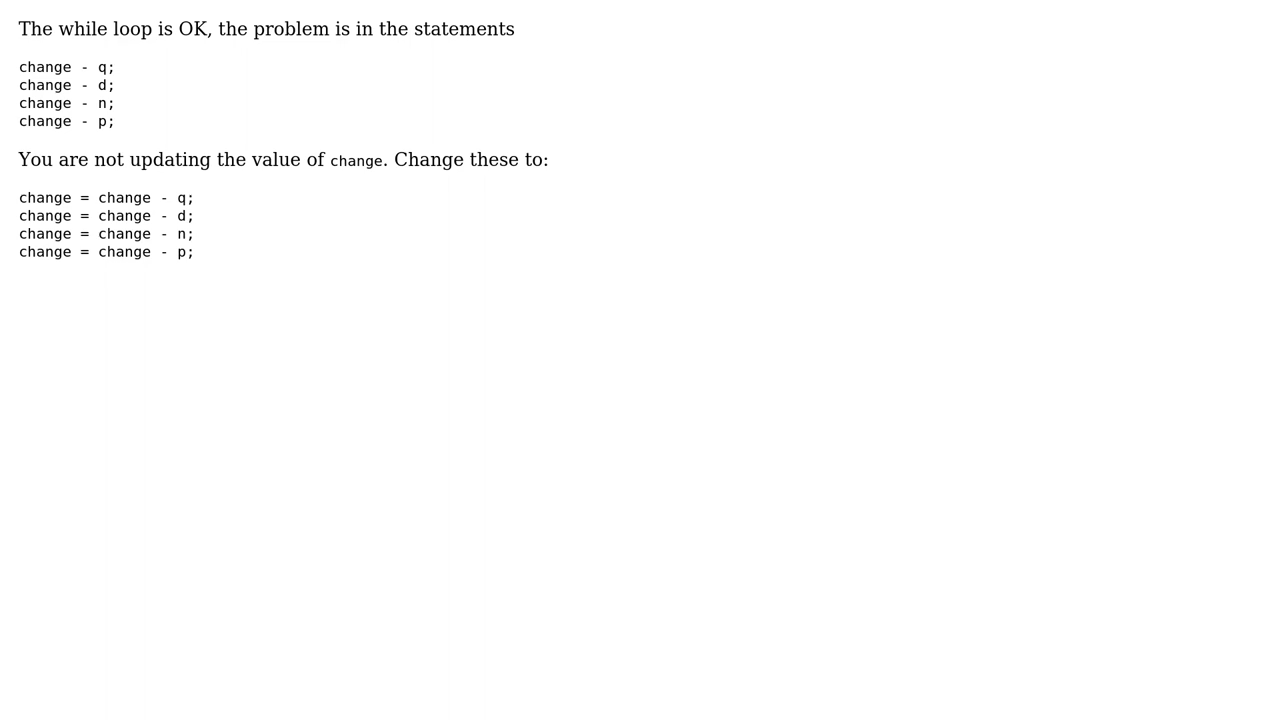 The while loop is OK, the problem is in the statements
change - q;
change - d;
change - n;
change - p;
You are not updating the value of change. Change these to:
change = change - q;
change = change - d;
change = change - n;
change = change - p;